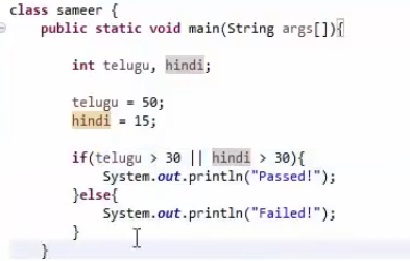 class sameer {
public static void main(String args[]){
int telugu, hindi;
telugu = 50;
hindi = 15;
if(telugu > 30 || hindi > 30){
System.out.println("Passed!");
}else{
System.out.println("Failed!");
}
}